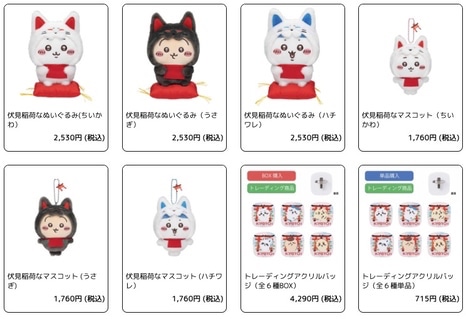 伏見稲荷なぬいぐるみ(ちいか
わ）
2,530円 (税込)
伏見稲荷なぬいぐるみ（うさ
ぎ）
2,530円 (税込)
伏見稲荷なぬいぐるみ（ハチ
ワレ）
2,530円 (税込)
伏見稲荷なマスコット（ちい
かわ）
1,760円 (税込)
伏見稲荷なマスコット (うさ
ぎ)
1,760円 (税込)
伏見稲荷なマスコット (ハチワ
レ）
1,760円 (税込)
BOX購入
トレーディング商品
トレーディングアクリルバッ
ジ（全６種BOX）
4,290円 (税込)
単品購入
トレーディング商品
トレーディングアクリルバッ
ジ（全６種単品）
715円 (税込)